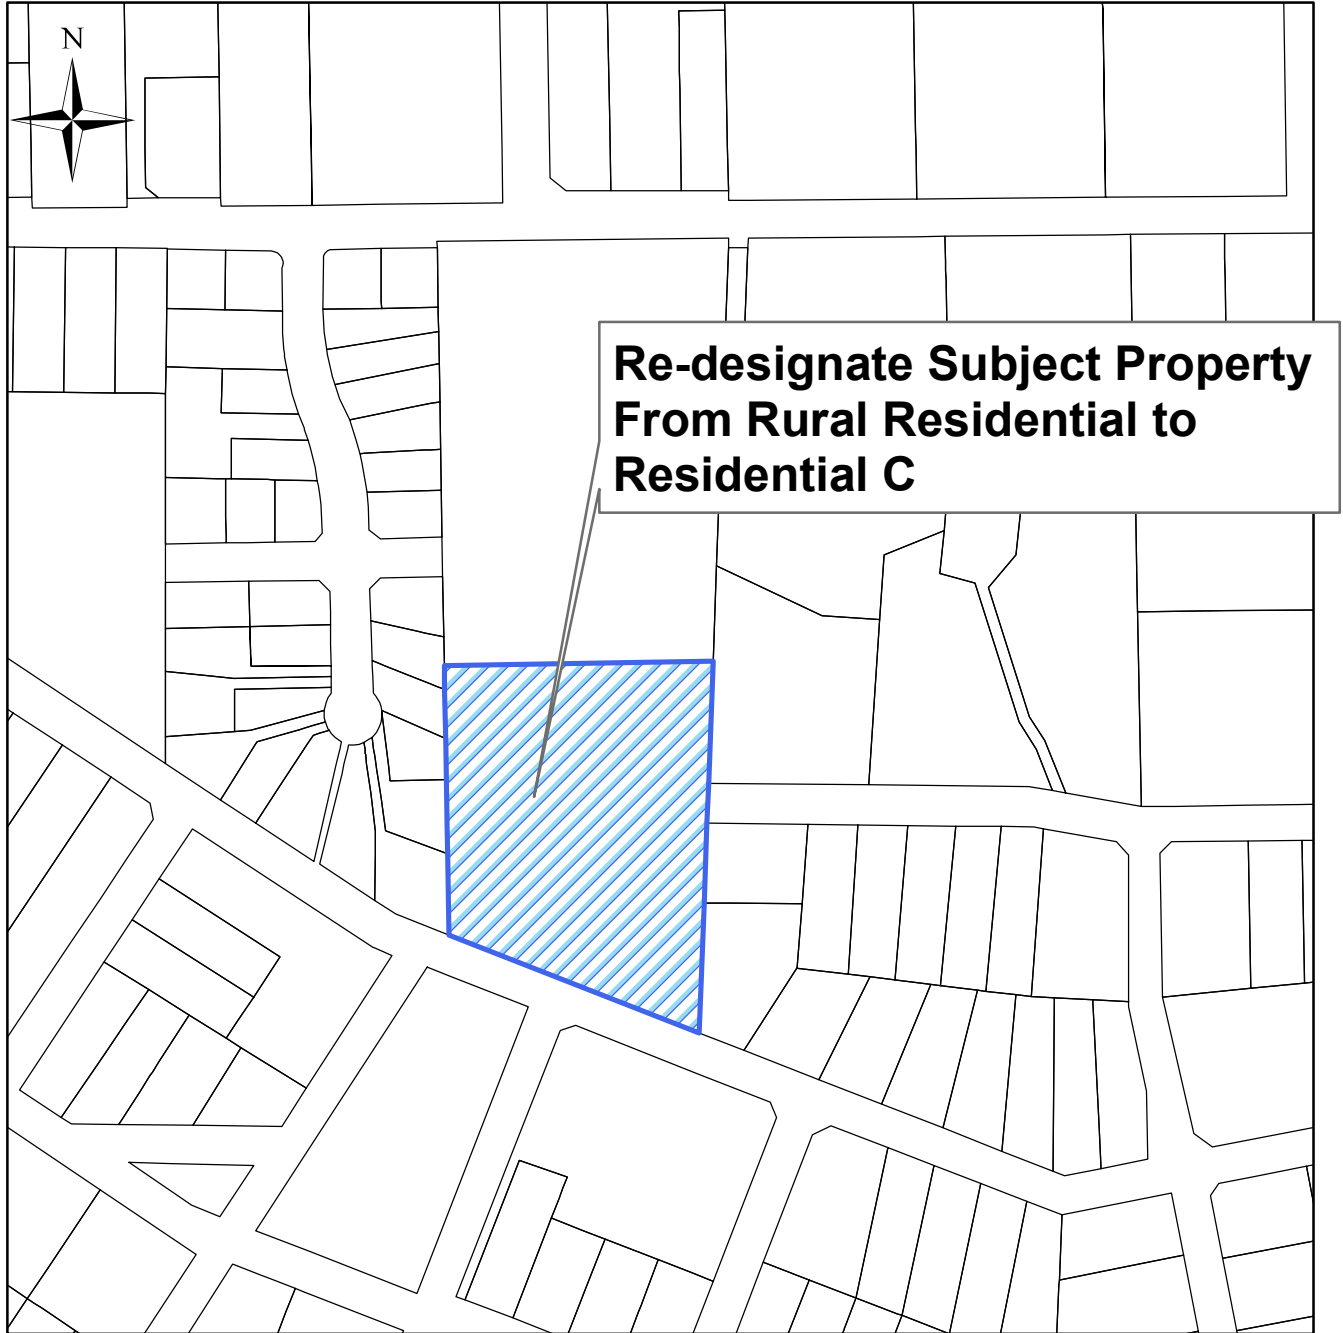 N
Re-designate Subject Property
From Rural Residential to
Residential C